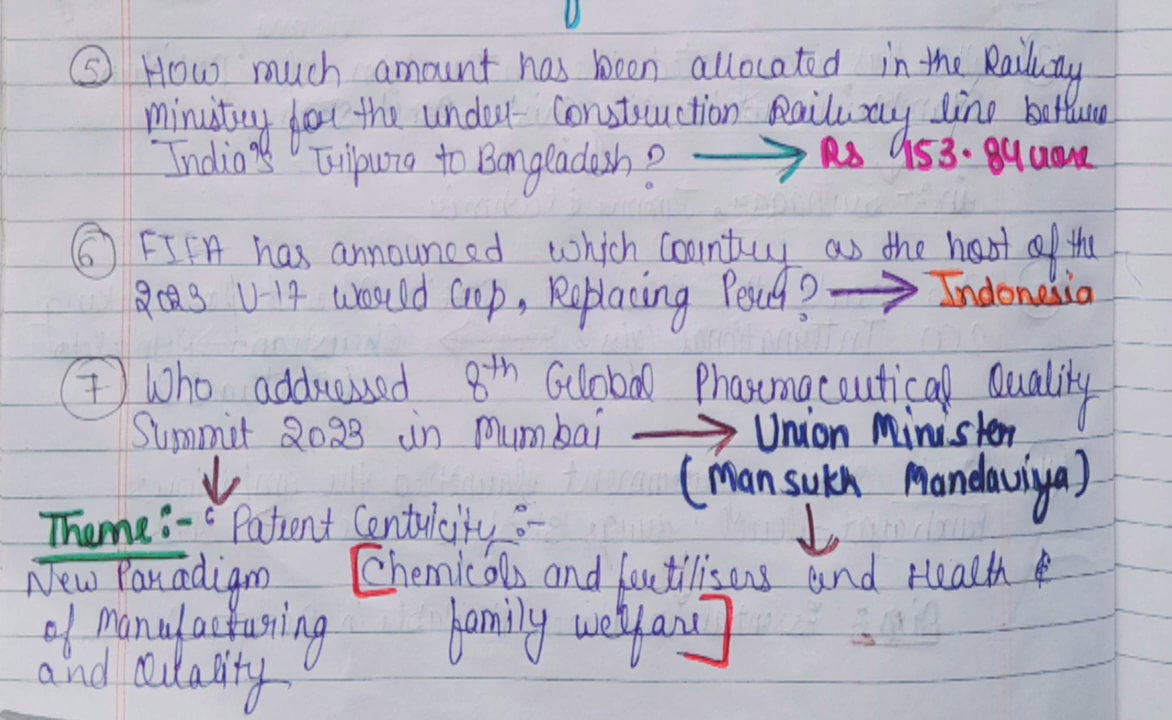 ⑤ How much amount has been allocated in the Railway
ministry for the under-Construction Railway line between
India's Tripura to Bangladesh? → Rs 153.84 crore
⑥ FIFA has announced which Country as the host of the
2023 U-17 World Cup, Replacing Peru? → Indonesia
⑦ Who addressed 8th Global Pharmaceutical Quality
Summit 2023 in Mumbai → Union Minister
(Mansukh Mandaviya)
Theme:- Patient Centricity:-
New Paradigm [Chemicals and fertilisers and Health &
of Manufacturing family welfare]
and Quality